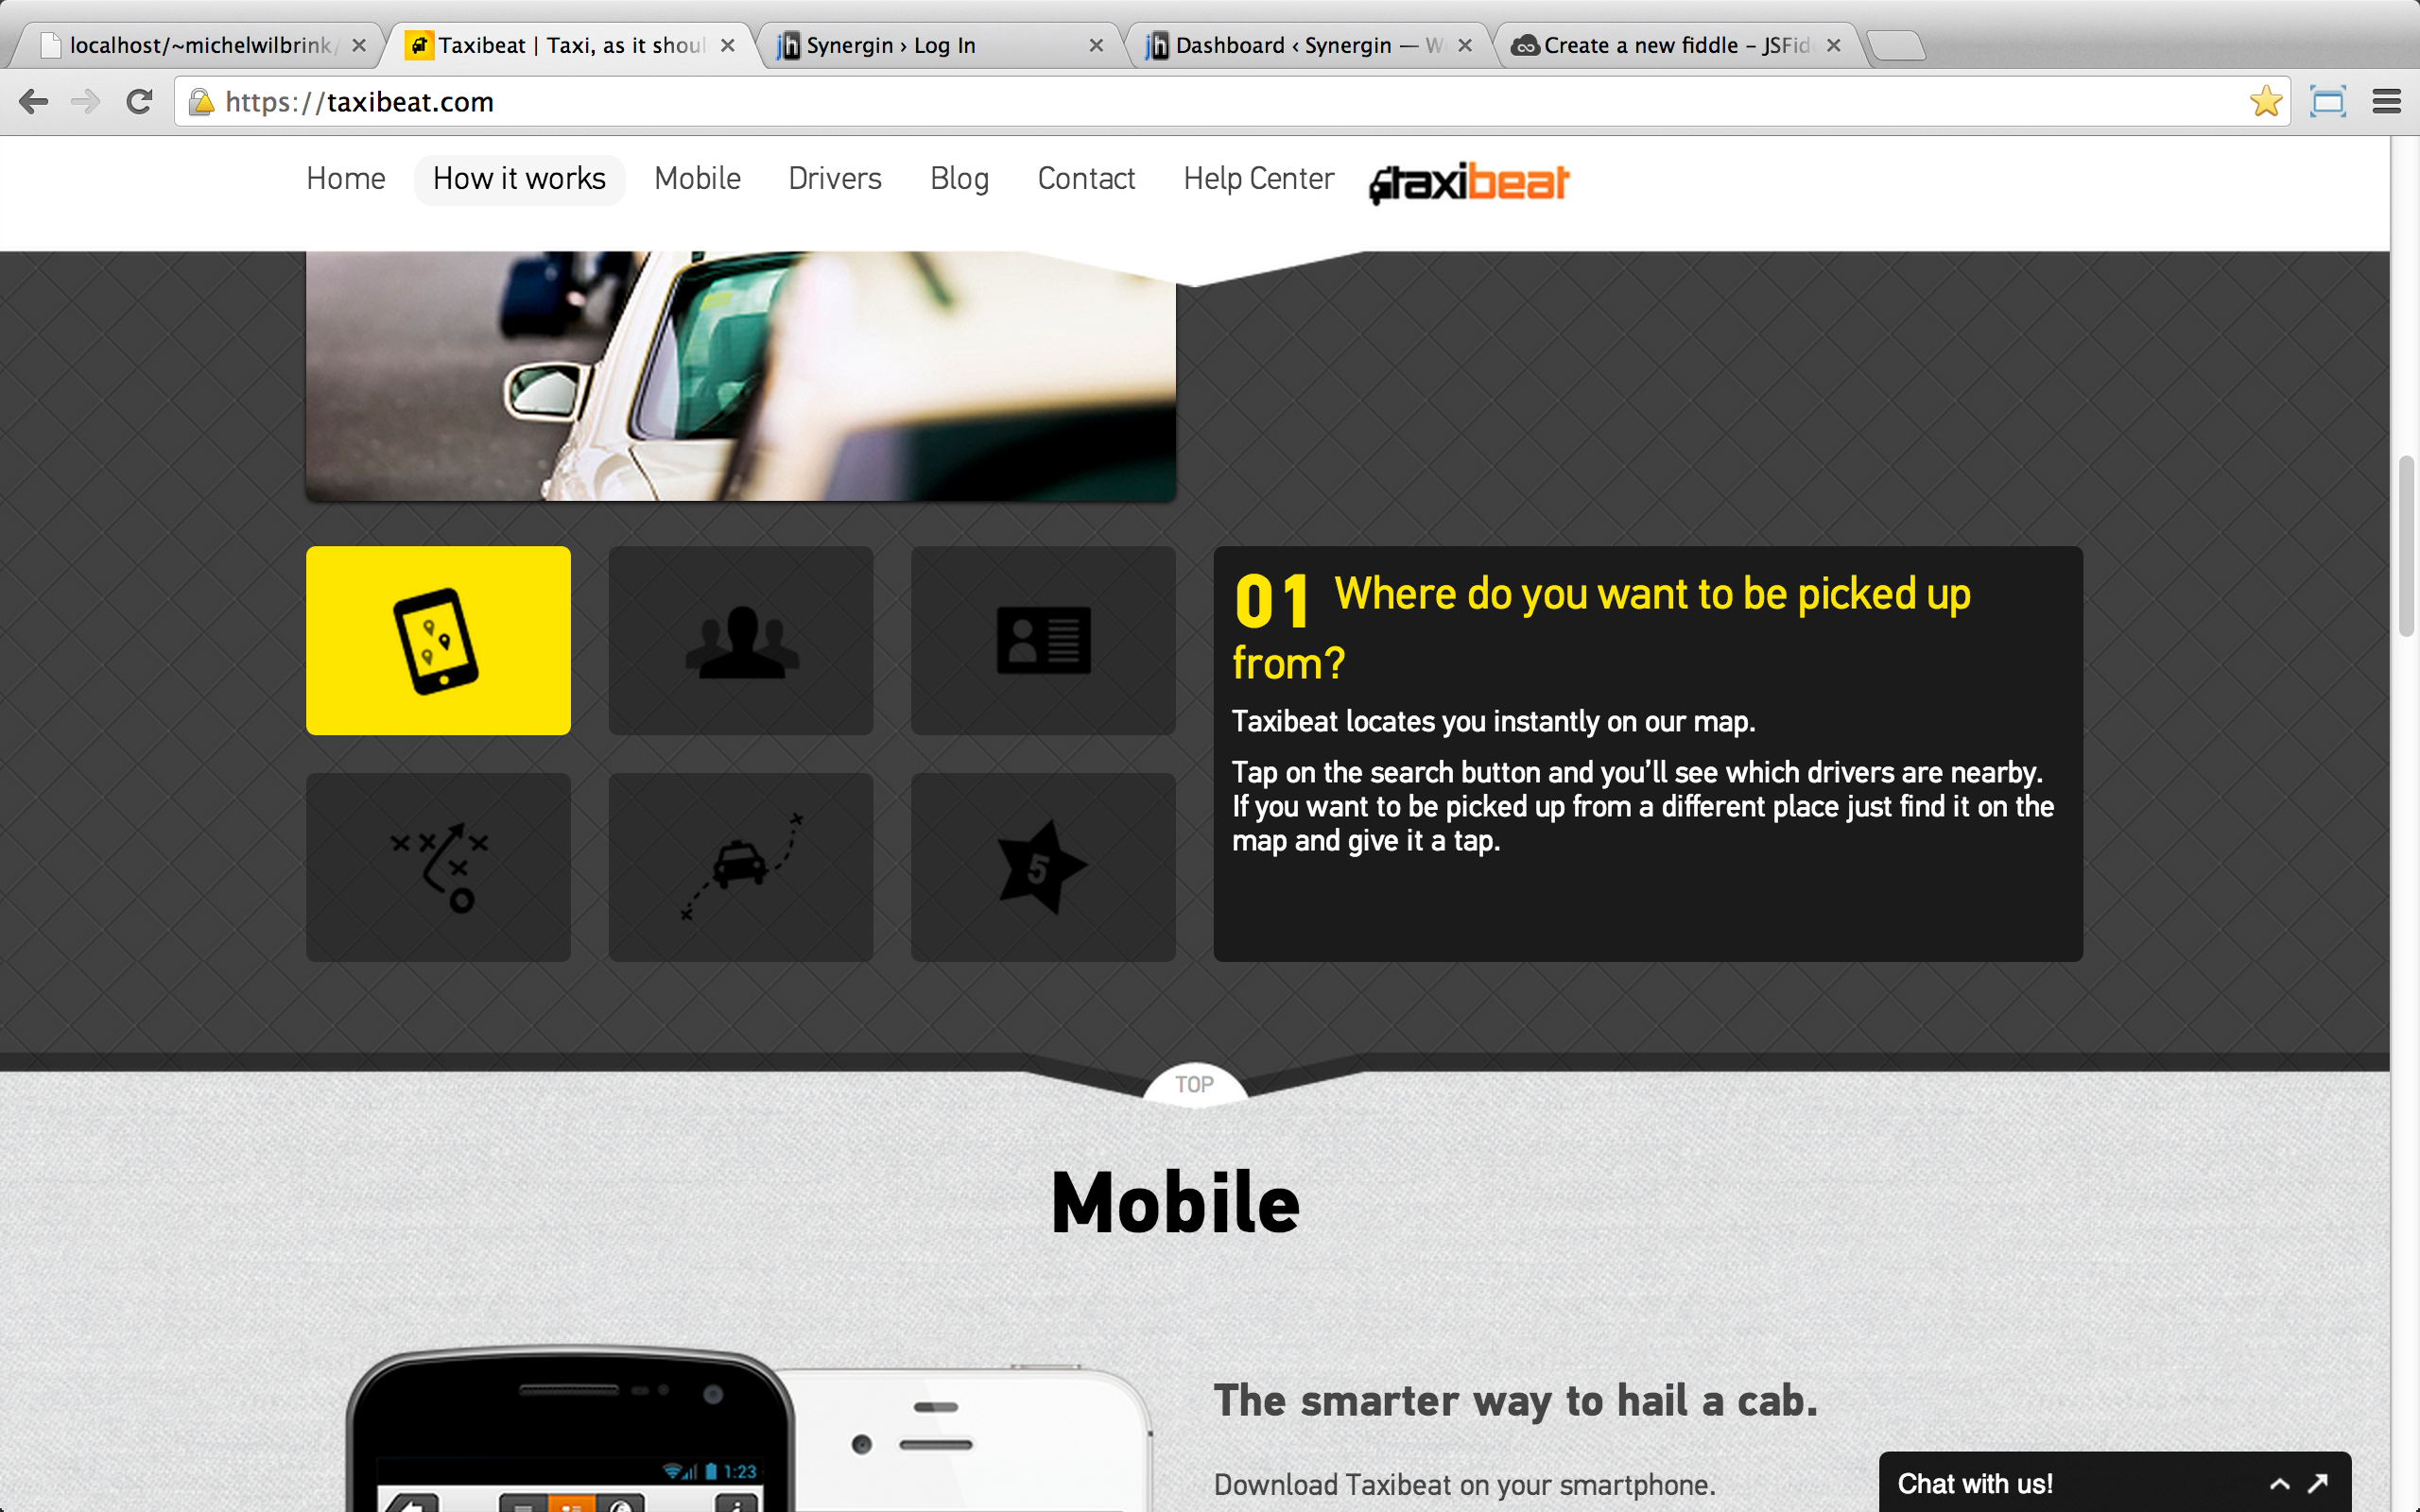 localhost/~michelwilbrink/
Taxibeat | Taxi, as it shou
Synergin › Log In
Dashboard ‹ Synergin — W
Create a new fiddle – JSFid
https://taxibeat.com
Home
How it works
Mobile
Drivers
Blog
Contact
Help Center
taxibeat
01 Where do you want to be picked up
from?
Taxibeat locates you instantly on our map.
Tap on the search button and you’ll see which drivers are nearby.
If you want to be picked up from a different place just find it on the
map and give it a tap.
5
TOP
Mobile
1:23
The smarter way to hail a cab.
Download Taxibeat on your smartphone.
Chat with us!